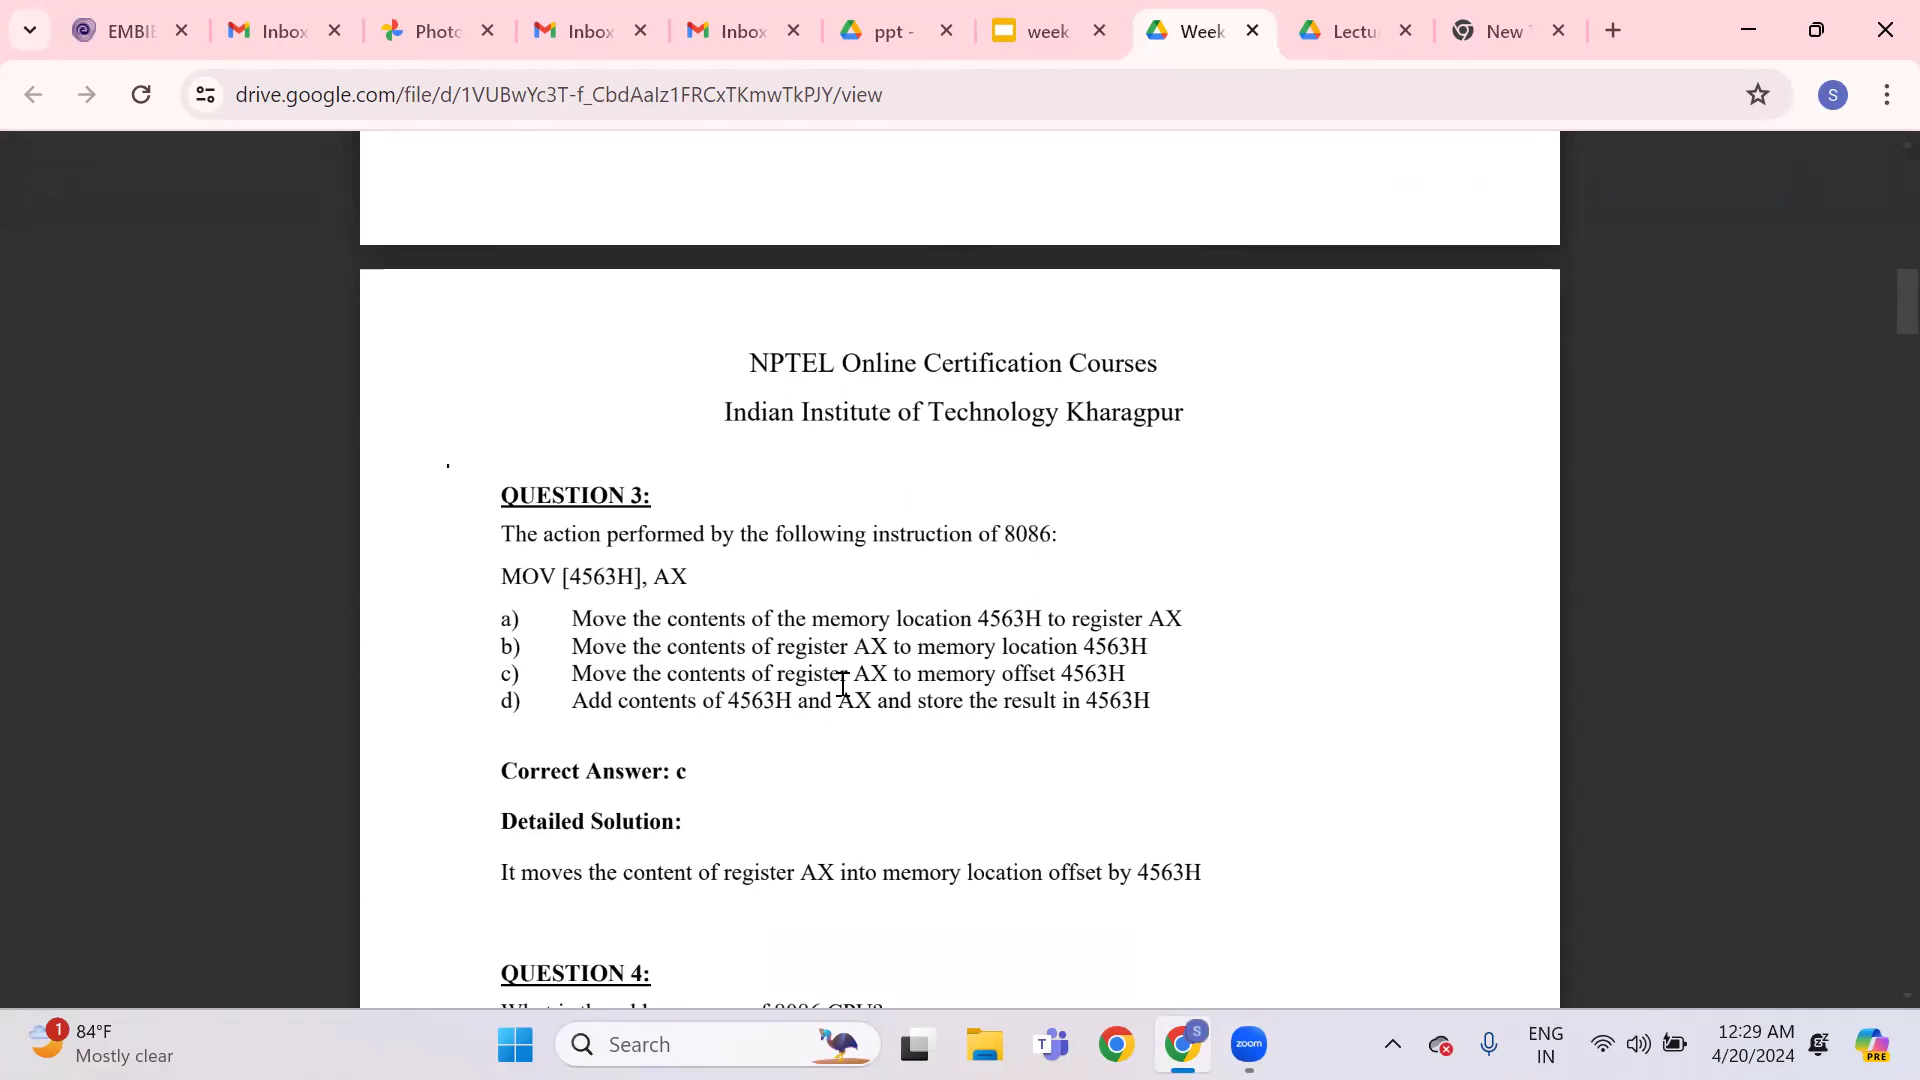 EMBIE
Inbox
Photo
Inbox
Inbox
ppt -
week
Week
Lectu
New
drive.google.com/file/d/1VUBwYc3T-f_CbdAaIz1FRCxTKmwTkPJY/view
S
NPTEL Online Certification Courses
Indian Institute of Technology Kharagpur
QUESTION 3:
The action performed by the following instruction of 8086:
MOV [4563H], AX
a) Move the contents of the memory location 4563H to register AX
b) Move the contents of register AX to memory location 4563H
c) Move the contents of register AX to memory offset 4563H
d) Add contents of 4563H and AX and store the result in 4563H
Correct Answer: c
Detailed Solution:
It moves the content of register AX into memory location offset by 4563H
QUESTION 4:
1
84°F
Mostly clear
Search
T
S
zoom
ENG
IN
12:29 AM
4/20/2024
PRE